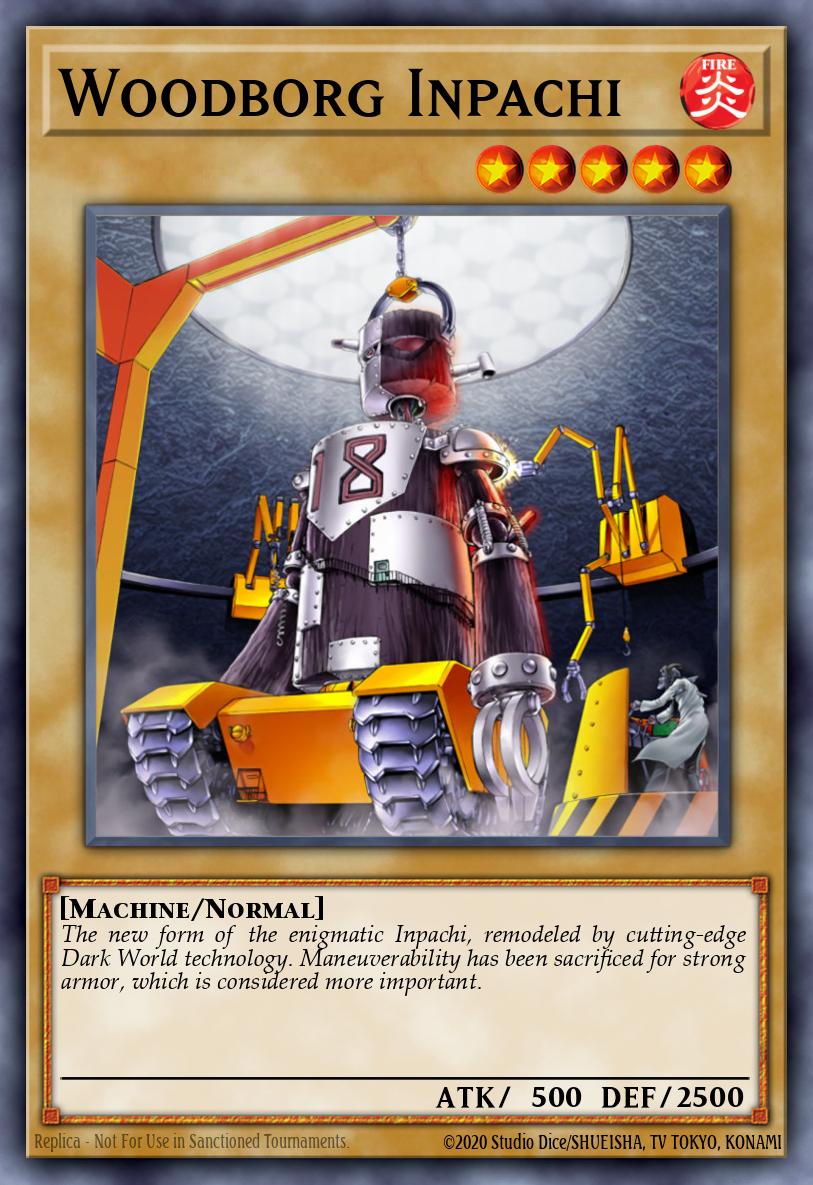 WOODBORG INPACHI
FIRE
炎
18
[MACHINE/NORMAL]
The new form of the enigmatic Inpachi, remodeled by cutting-edge
Dark World technology. Maneuverability has been sacrificed for strong
armor, which is considered more important.
ATK/ 500 DEF/2500
Replica - Not For Use in Sanctioned Tournaments.
©2020 Studio Dice/SHUEISHA, TV TOKYO, KONAMI